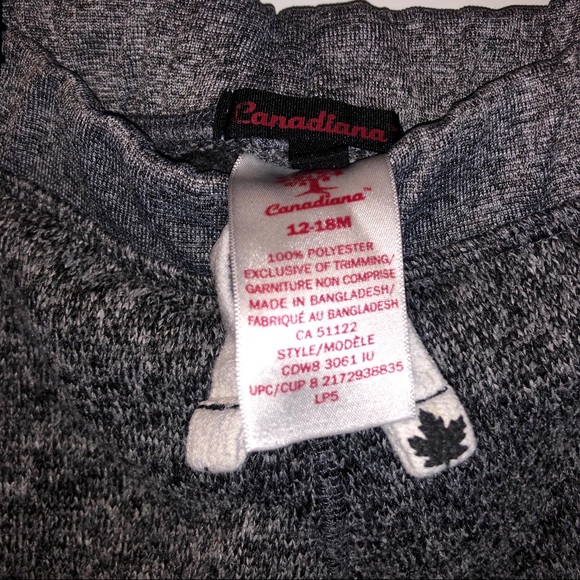 Canadiana
Canadiana™
12-18M
100% POLYESTER
EXCLUSIVE OF TRIMMING/
GARNITURE NON COMPRISE
MADE IN BANGLADESH/
FABRIQUÉ AU BANGLADESH
CA 51122
STYLE/MODÈLE
CDW8 3061 IU
UPC/CUP 8 2172938835
LP5